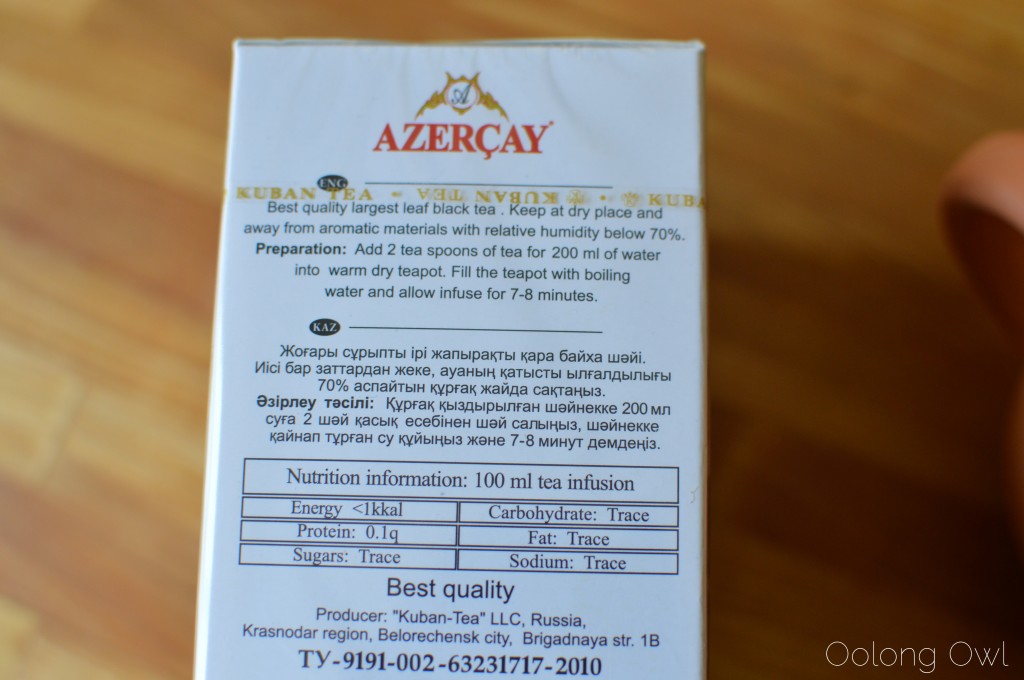 A
AZERÇAY
ENG
KUBAN TEA - KUBAN TEA • KUBA
Best quality largest leaf black tea . Keep at dry place and
away from aromatic materials with relative humidity below 70%.
Preparation: Add 2 tea spoons of tea for 200 ml of water
into warm dry teapot. Fill the teapot with boiling
water and allow infuse for 7-8 minutes.
KAZ
Жоғары сұрыпты ірі жапырақты қара байха шәйі.
Иісі бар заттардан жеке, ауаның қатысты ылғалдылығы
70% аспайтын құрғақ жайда сақтаңыз.
Әзірлеу тәсілі: Құрғақ қыздырылған шәйнекке 200 мл
суға 2 шәй қасық есебінен шәй салыңыз, шәйнекке
қайнап тұрған су құйыңыз және 7-8 минут демдеңіз.
Nutrition information: 100 ml tea infusion
Energy <1kkal Carbohydrate: Trace
Protein: 0.1q Fat: Trace
Sugars: Trace Sodium: Trace
Best quality
Producer: "Kuban-Tea" LLC, Russia,
Krasnodar region, Belorechensk city, Brigadnaya str. 1B
ТУ-9191-002-63231717-2010
Oolong Owl